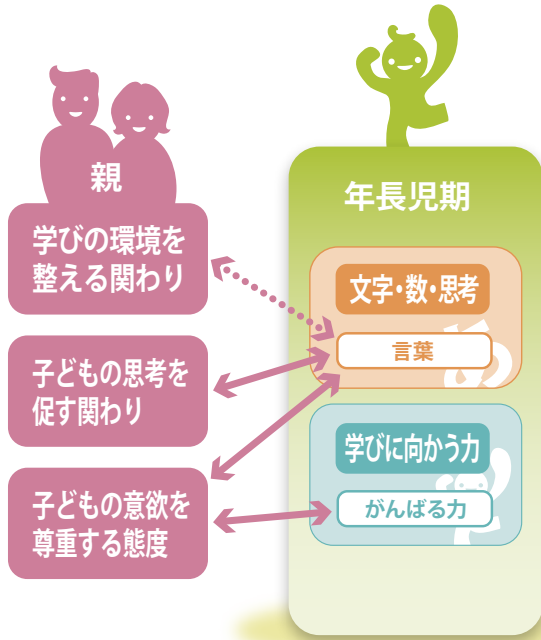 親
学びの環境を
整える関わり
子どもの思考を
促す関わり
子どもの意欲を
尊重する態度
年長児期
文字・数・思考
言葉
学びに向かう力
がんばる力